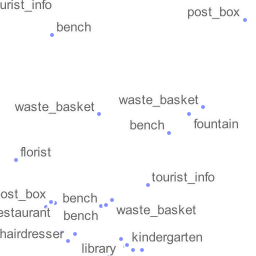 urist_info
post_box
bench
waste_basket
waste_basket
bench
fountain
florist
tourist_info
ost_box
bench
estaurant
bench
waste_basket
hairdresser
kindergarten
library